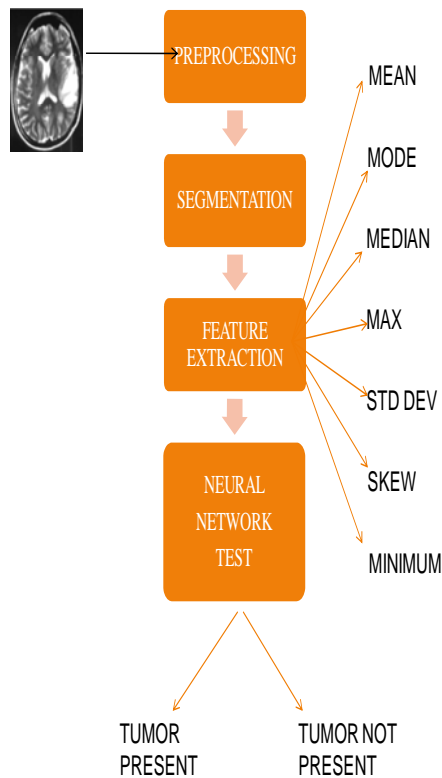 PREPROCESSING
SEGMENTATION
FEATURE
EXTRACTION
NEURAL
NETWORK
TEST
MEAN
MODE
MEDIAN
MAX
STD DEV
SKEW
MINIMUM
TUMOR
PRESENT
TUMOR NOT
PRESENT